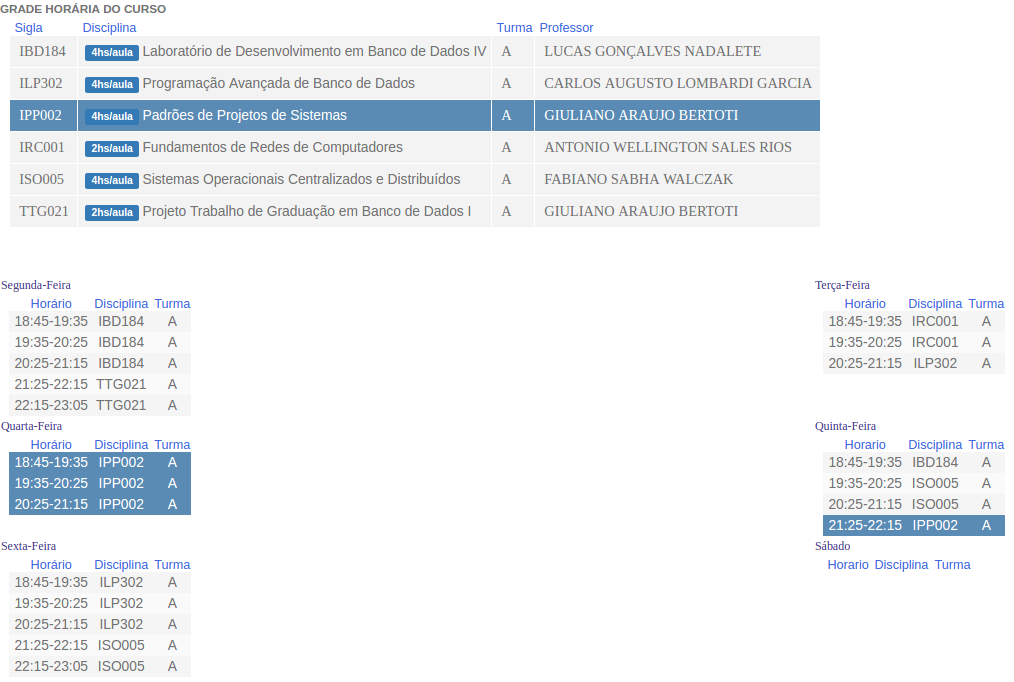 GRADE HORÁRIA DO CURSO
Sigla Disciplina Turma Professor
IBD184 4hs/aula Laboratório de Desenvolvimento em Banco de Dados IV A LUCAS GONÇALVES NADALETE
ILP302 4hs/aula Programação Avançada de Banco de Dados A CARLOS AUGUSTO LOMBARDI GARCIA
IPP002 4hs/aula Padrões de Projetos de Sistemas A GIULIANO ARAUJO BERTOTI
IRC001 2hs/aula Fundamentos de Redes de Computadores A ANTONIO WELLINGTON SALES RIOS
ISO005 4hs/aula Sistemas Operacionais Centralizados e Distribuídos A FABIANO SABHA WALCZAK
TTG021 2hs/aula Projeto Trabalho de Graduação em Banco de Dados I A GIULIANO ARAUJO BERTOTI
Segunda-Feira
Horário Disciplina Turma
18:45-19:35 IBD184 A
19:35-20:25 IBD184 A
20:25-21:15 IBD184 A
21:25-22:15 TTG021 A
22:15-23:05 TTG021 A
Terça-Feira
Horário Disciplina Turma
18:45-19:35 IRC001 A
19:35-20:25 IRC001 A
20:25-21:15 ILP302 A
Quarta-Feira
Horário Disciplina Turma
18:45-19:35 IPP002 A
19:35-20:25 IPP002 A
20:25-21:15 IPP002 A
Quinta-Feira
Horario Disciplina Turma
18:45-19:35 IBD184 A
19:35-20:25 ISO005 A
20:25-21:15 ISO005 A
21:25-22:15 IPP002 A
Sexta-Feira
Horário Disciplina Turma
18:45-19:35 ILP302 A
19:35-20:25 ILP302 A
20:25-21:15 ILP302 A
21:25-22:15 ISO005 A
22:15-23:05 ISO005 A
Sábado
Horario Disciplina Turma